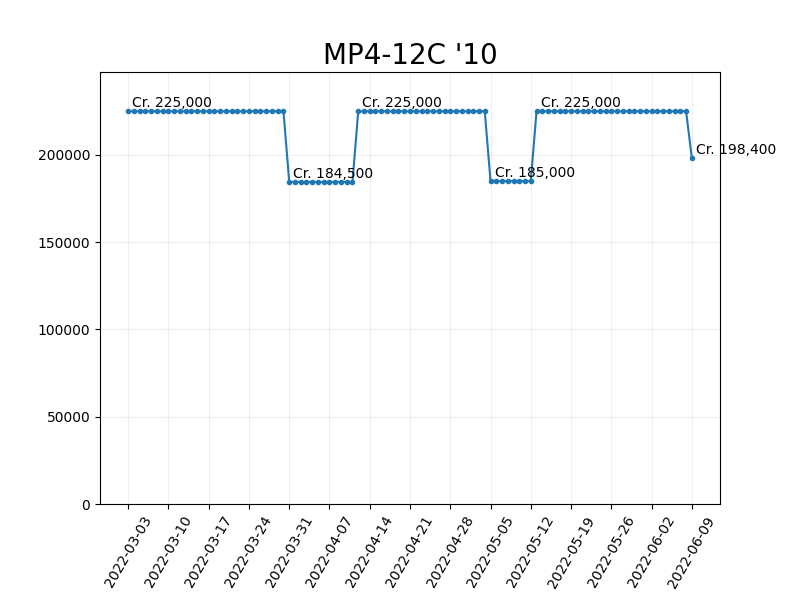 MP4-12C '10
Cr. 225,000
Cr. 225,000
Cr. 225,000
Cr. 198,400
Cr. 184,500
Cr. 185,000
200000
150000
100000
50000
0
2022-03-03
2022-03-10
2022-03-17
2022-03-24
2022-03-31
2022-04-07
2022-04-14
2022-04-21
2022-04-28
2022-05-05
2022-05-12
2022-05-19
2022-05-26
2022-06-02
2022-06-09